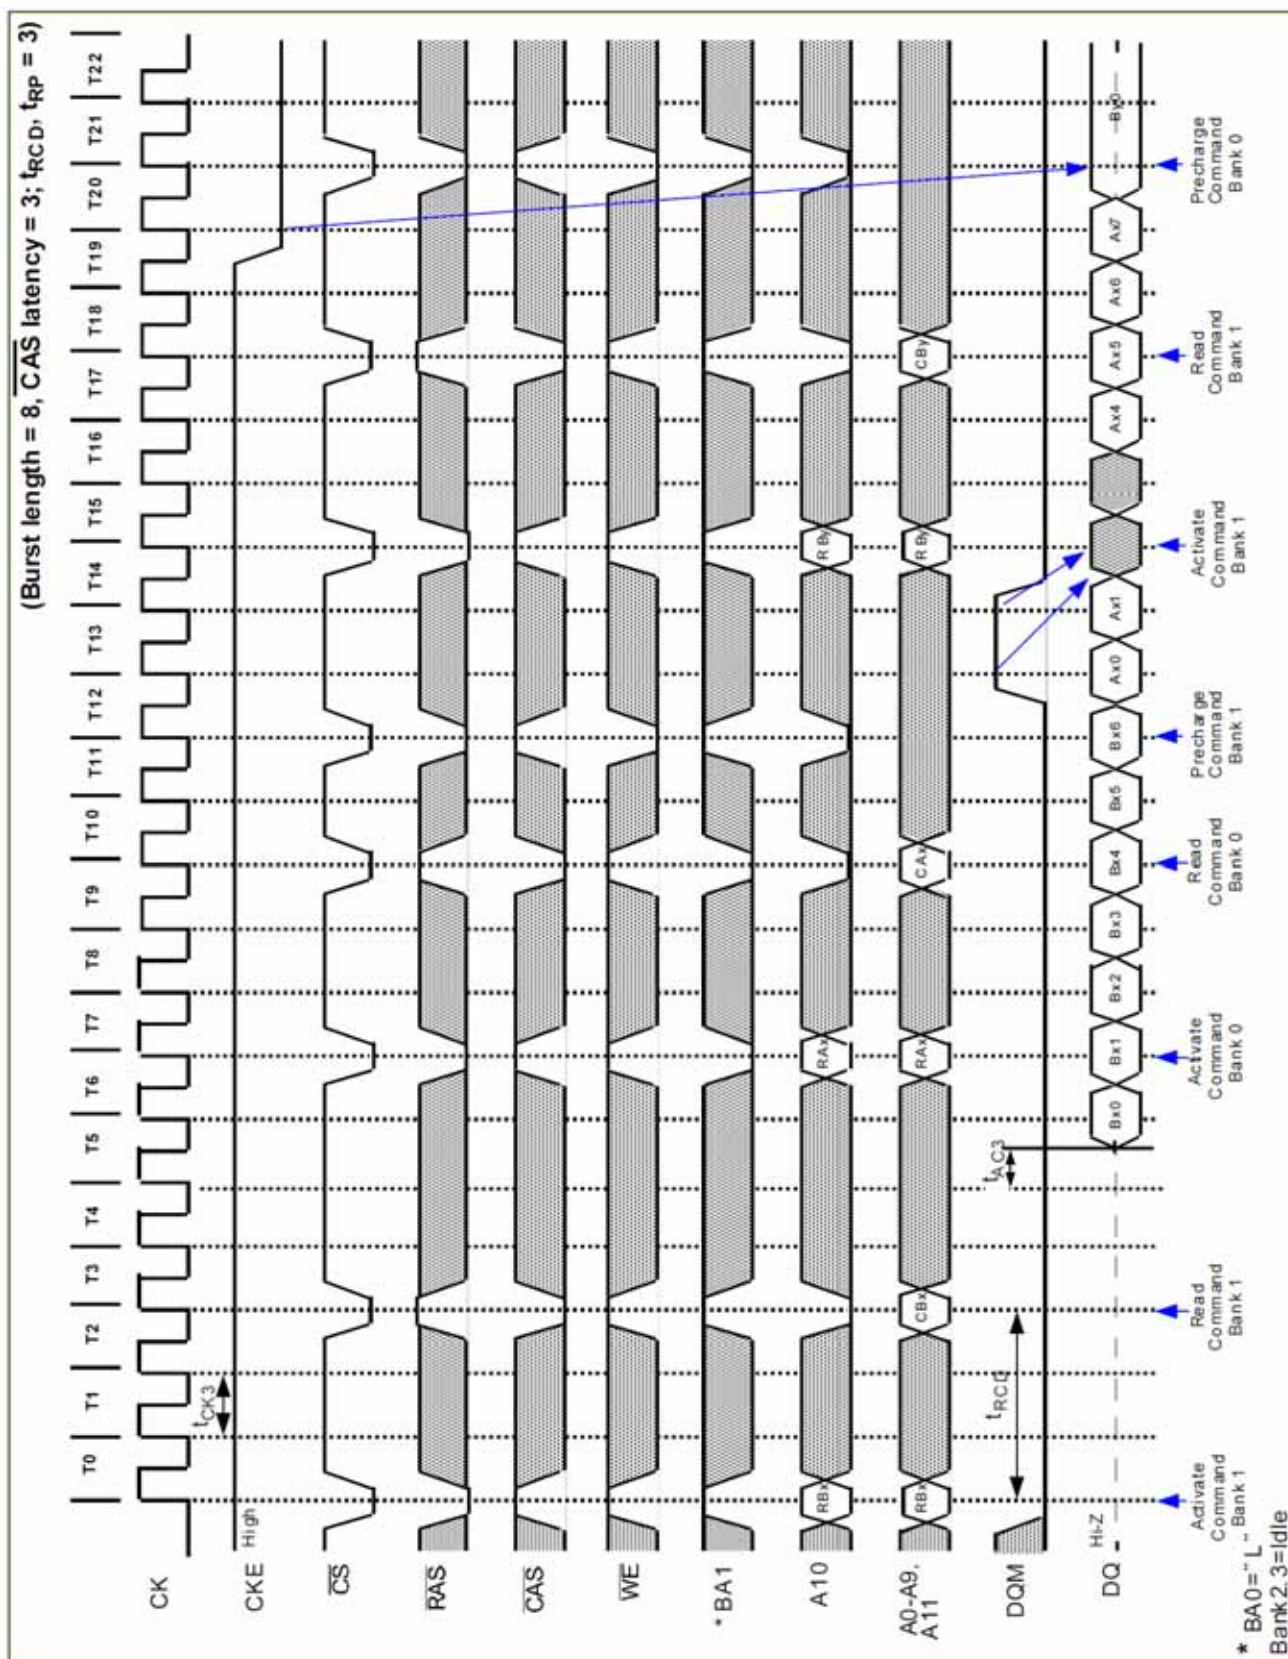 (Burst length = 8, CAS latency = 3; tRCD, tRP = 3)
T0 T1 T2 T3 T4 T5 T6 T7 T8 T9 T10 T11 T12 T13 T14 T15 T16 T17 T18 T19 T20 T21 T22
CK
tCK3
CKE
High
CS
RAS
CAS
WE
* BA1
A10
RBx RAx RBy
A0-A9,
A11
RBx CBx RAx CAx RBy CBy
DQM
tRCD
tAC3
DQ
Hi-Z
Bx0 Bx1 Bx2 Bx3 Bx4 Bx5 Bx6 Ax0 Ax1 Ax4 Ax5 Ax6 Ax7 By0
Activate
Command
Bank 1
Read
Command
Bank 1
Activate
Command
Bank 0
Read
Command
Bank 0
Precharge
Command
Bank 1
Activate
Command
Bank 1
Read
Command
Bank 1
Precharge
Command
Bank 0
* BA0="L"
Bank2,3=Idle